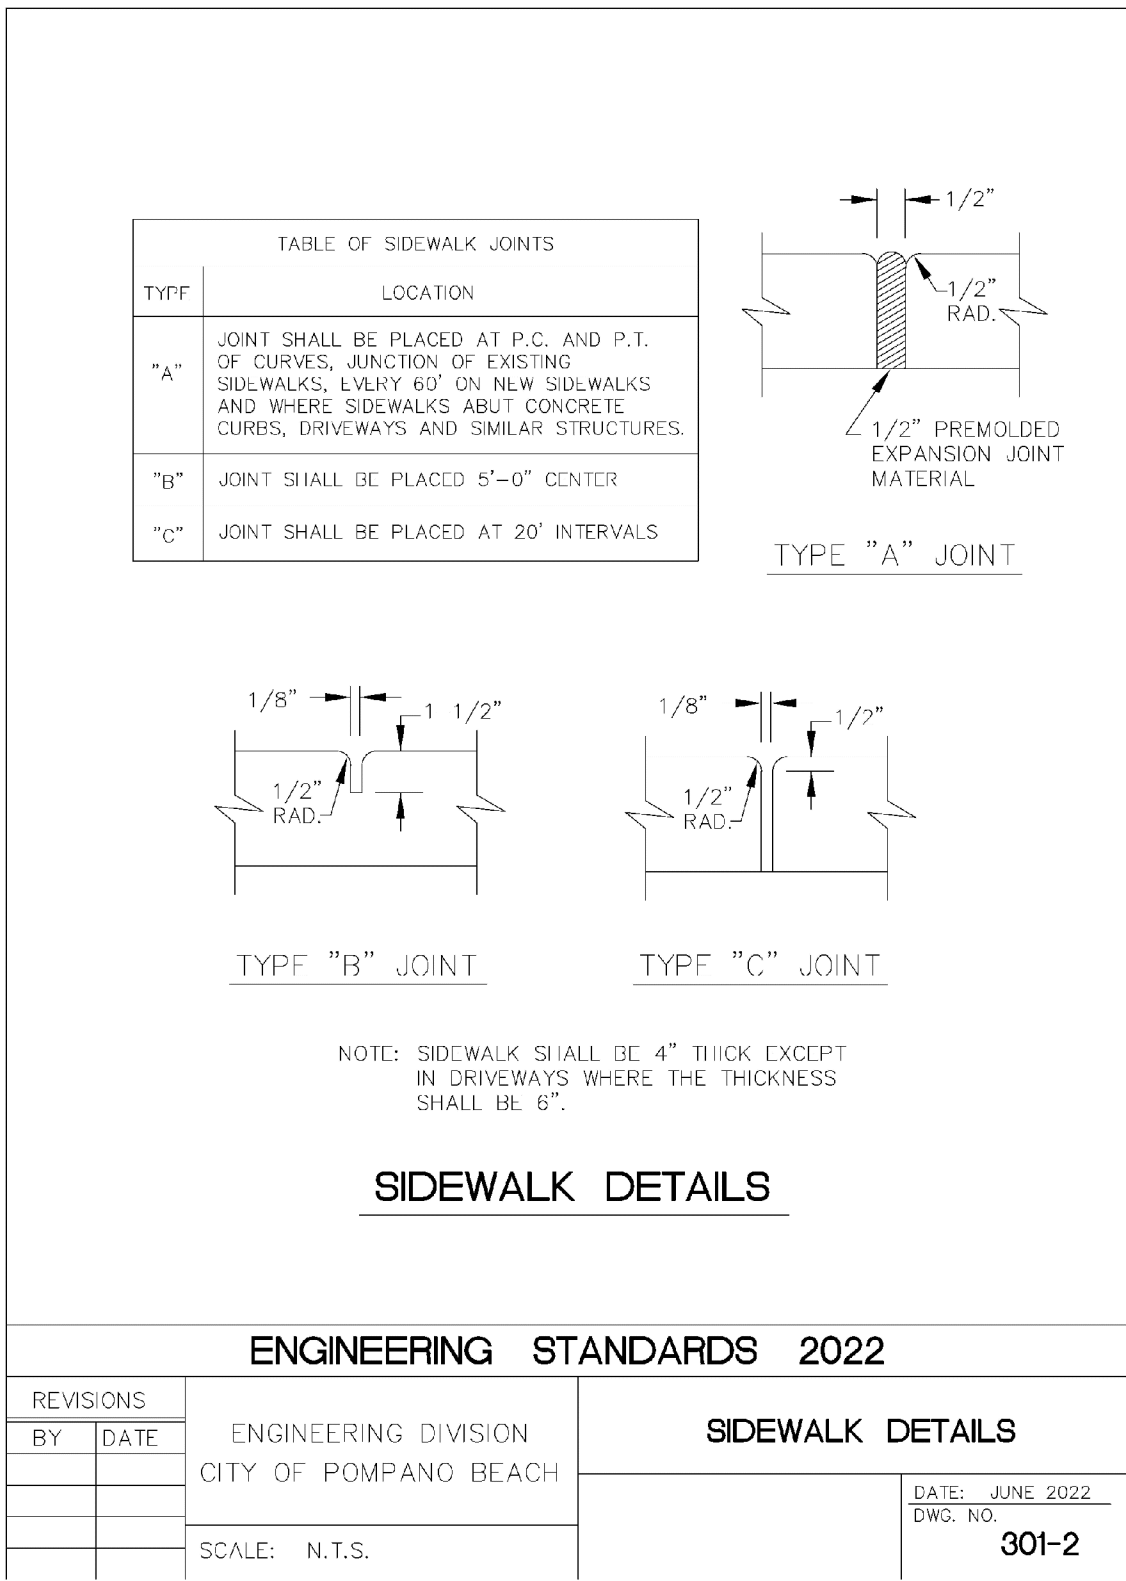 TABLE OF SIDEWALK JOINTS
TYPE LOCATION
"A" JOINT SHALL BE PLACED AT P.C. AND P.T.
OF CURVES, JUNCTION OF EXISTING
SIDEWALKS, EVERY 60' ON NEW SIDEWALKS
AND WHERE SIDEWALKS ABUT CONCRETE
CURBS, DRIVEWAYS AND SIMILAR STRUCTURES.
"B" JOINT SHALL BE PLACED 5'-0" CENTER
"C" JOINT SHALL BE PLACED AT 20' INTERVALS
1/2"
1/2"
RAD.
1/2" PREMOLDED
EXPANSION JOINT
MATERIAL
TYPE "A" JOINT
1/8"
1 1/2"
1/2"
RAD.
TYPE "B" JOINT
1/8"
1/2"
1/2"
RAD.
TYPE "C" JOINT
NOTE: SIDEWALK SHALL BE 4" THICK EXCEPT
IN DRIVEWAYS WHERE THE THICKNESS
SHALL BE 6".
SIDEWALK DETAILS
ENGINEERING STANDARDS 2022
REVISIONS
BY DATE
ENGINEERING DIVISION
CITY OF POMPANO BEACH
SCALE: N.T.S.
SIDEWALK DETAILS
DATE: JUNE 2022
DWG. NO.
301-2